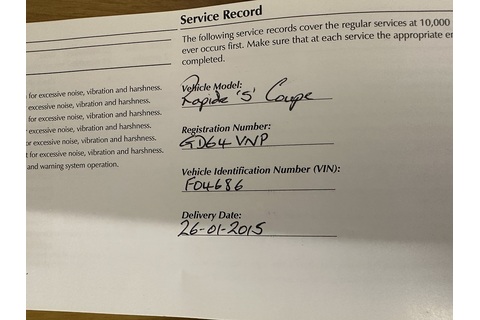 Service Record
The following service records cover the regular services at 10,000
ever occurs first. Make sure that at each service the appropriate
completed.
for excessive noise, vibration and harshness.
excessive noise, vibration and harshness.
for excessive noise, vibration and harshness.
excessive noise, vibration and harshness.
or excessive noise, vibration and harshness.
for excessive noise, vibration and harshness.
and warning system operation.
Vehicle Model:
Rapide 'S' Coupe
Registration Number:
GD64 VNP
Vehicle Identification Number (VIN):
F04686
Delivery Date:
26-01-2015